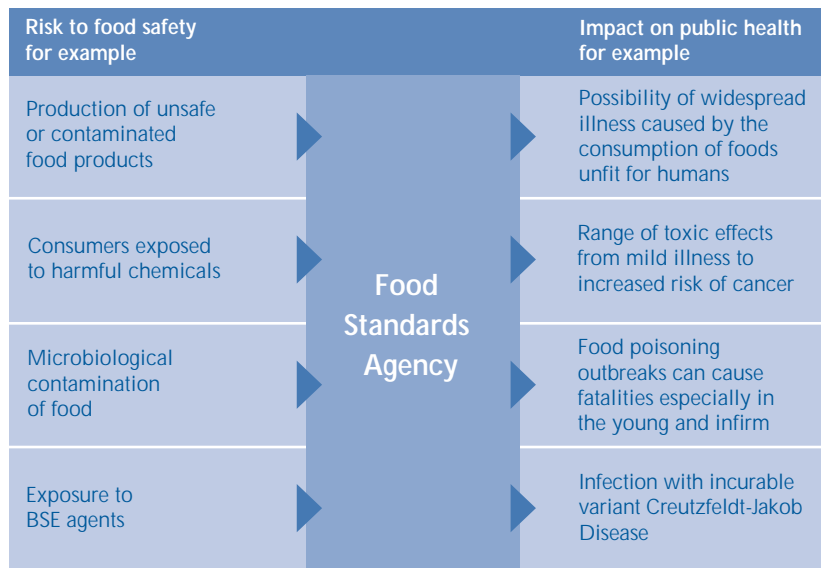 Risk to food safety
for example
Impact on public health
for example
Production of unsafe
or contaminated
food products
Possibility of widespread
illness caused by the
consumption of foods
unfit for humans
Consumers exposed
to harmful chemicals
Range of toxic effects
from mild illness to
increased risk of cancer
Food
Standards
Agency
Microbiological
contamination
of food
Food poisoning
outbreaks can cause
fatalities especially in
the young and infirm
Exposure to
BSE agents
Infection with incurable
variant Creutzfeldt-Jakob
Disease